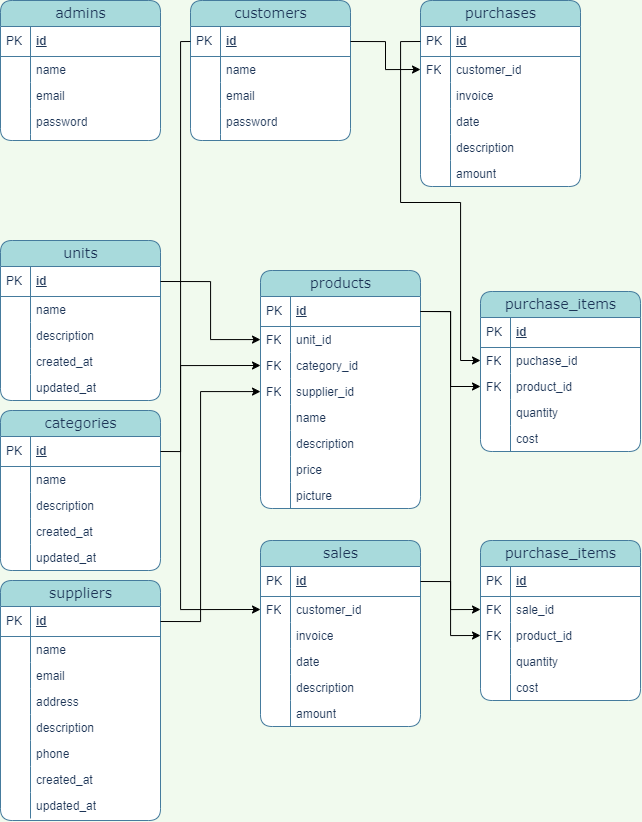 admins
PK id
name
email
password
customers
PK id
name
email
password
purchases
PK id
FK customer_id
invoice
date
description
amount
units
PK id
name
description
created_at
updated_at
products
PK id
FK unit_id
FK category_id
FK supplier_id
name
description
price
picture
purchase_items
PK id
FK puchase_id
FK product_id
quantity
cost
categories
PK id
name
description
created_at
updated_at
sales
PK id
FK customer_id
invoice
date
description
amount
purchase_items
PK id
FK sale_id
FK product_id
quantity
cost
suppliers
PK id
name
email
address
description
phone
created_at
updated_at